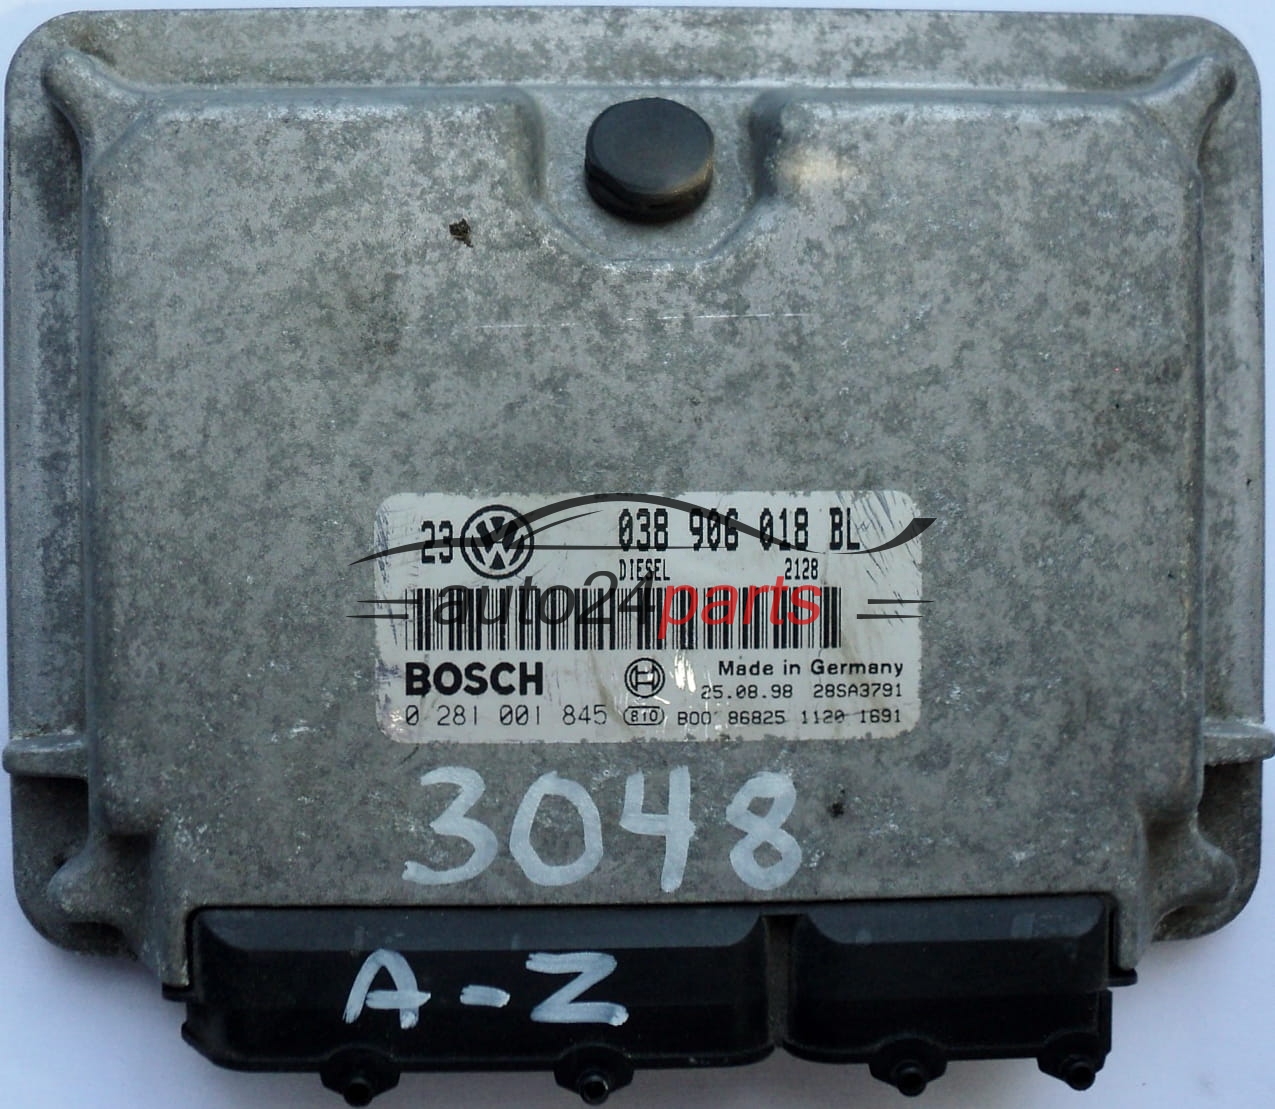 23 038 906 018 BL
DIESEL 2128
auto24parts
BOSCH Made in Germany
25.08.98 28SA3791
0 281 001 845 810 B00 86825 1120 1691
3048
A-Z